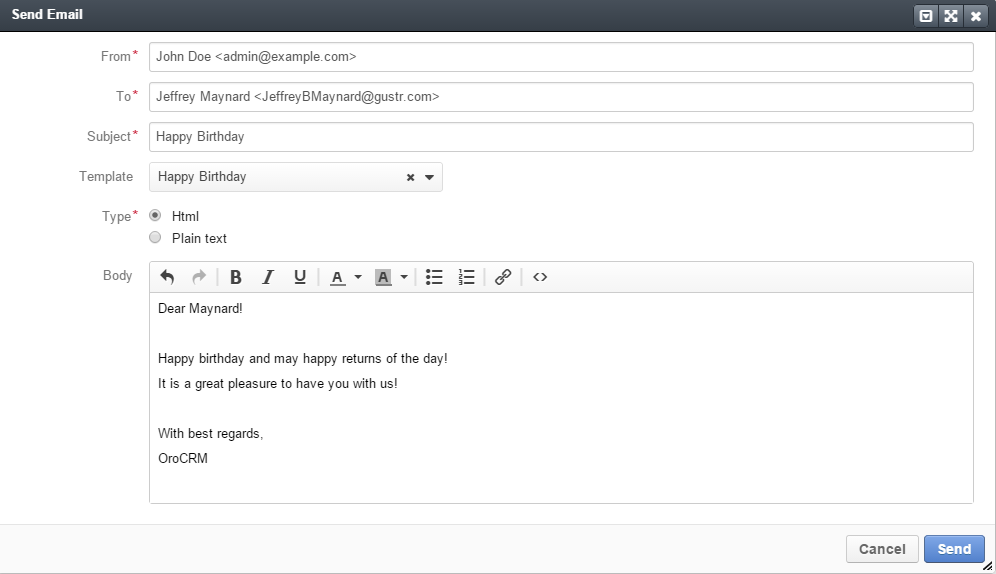 Send Email
From*
John Doe <admin@example.com>
To*
Jeffrey Maynard <JeffreyBMaynard@gustr.com>
Subject*
Happy Birthday
Template
Happy Birthday
Type*
Html
Plain text
Body
B I U A A
Dear Maynard!
Happy birthday and may happy returns of the day!
It is a great pleasure to have you with us!
With best regards,
OroCRM
Cancel Send